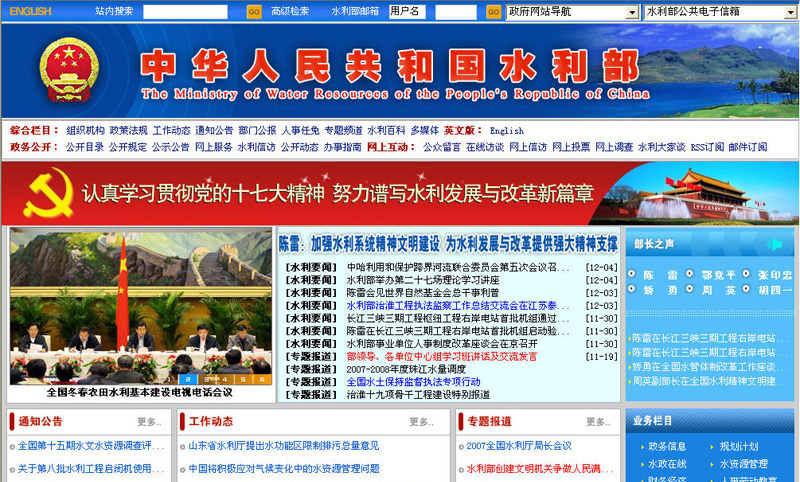 ENGLISH 站内搜索 GO 高级检索 水利部邮箱 用户名 GO 政府网站导航 水利部公共电子信箱
中华人民共和国水利部
The Ministry of Water Resources of the People's Republic of China
综合栏目： 组织机构 政策法规 工作动态 通知公告 部门公报 人事任免 专题频道 水利百科 多媒体 英文版： English
政务公开： 公开目录 公开规定 公示公告 网上服务 水利信访 公开动态 办事指南 网上互动： 公众留言 在线访谈 网上信访 网上投票 网上调查 水利大家谈 RSS订阅 邮件订阅
认真学习贯彻党的十七大精神 努力谱写水利发展与改革新篇章
陈雷：加强水利系统精神文明建设 为水利发展与改革提供强大精神支撑
[水利要闻] 中哈利用和保护跨界河流联合委员会第五次会议召... [12-04]
[水利要闻] 水利部举办第二十七场理论学习讲座 [12-04]
[水利要闻] 陈雷会见世界自然基金会总干事利普 [12-03]
[水利要闻] 水利部治淮工程执法监察工作总结交流会在江苏泰... [12-03]
[水利要闻] 长江三峡三期工程枢纽工程右岸电站首批机组通过... [11-30]
[水利要闻] 陈雷在长江三峡三期工程右岸电站首批机组启动验... [11-30]
[水利要闻] 水利部事业单位人事制度改革座谈会在京召开 [11-30]
[专题报道] 部领导、各单位中心组学习班讲话及交流发言 [11-19]
[专题报道] 2007-2008年度珠江水量调度
[专题报道] 全国水土保持监督执法专项行动
[专题报道] 治淮十九项骨干工程建设特别报道
1 2 3 4 5 6
全国冬春农田水利基本建设电视电话会议
部长之声
陈 雷 鄂竟平 张印忠
矫 勇 周 英 胡四一
陈雷在长江三峡三期工程右岸电站...
陈雷在长江三峡三期工程右岸电站...
矫勇在全国水管体制改革工作座谈...
周英副部长在全国水利精神文明建...
通知公告 更多..
全国第十五期水文水资源调查评...
关于第八批水利工程启闭机使用...
工作动态 更多..
山东省水利厅提出水功能区限制排污总量意见
中国将积极应对气候变化中的水资源管理问题
专题报道 更多..
2007全国水利厅局长会议
水利部创建文明机关争做人民满...
业务栏目
政务信息 规划计划
水政在线 水资源管理
财务经济 人事劳动教育